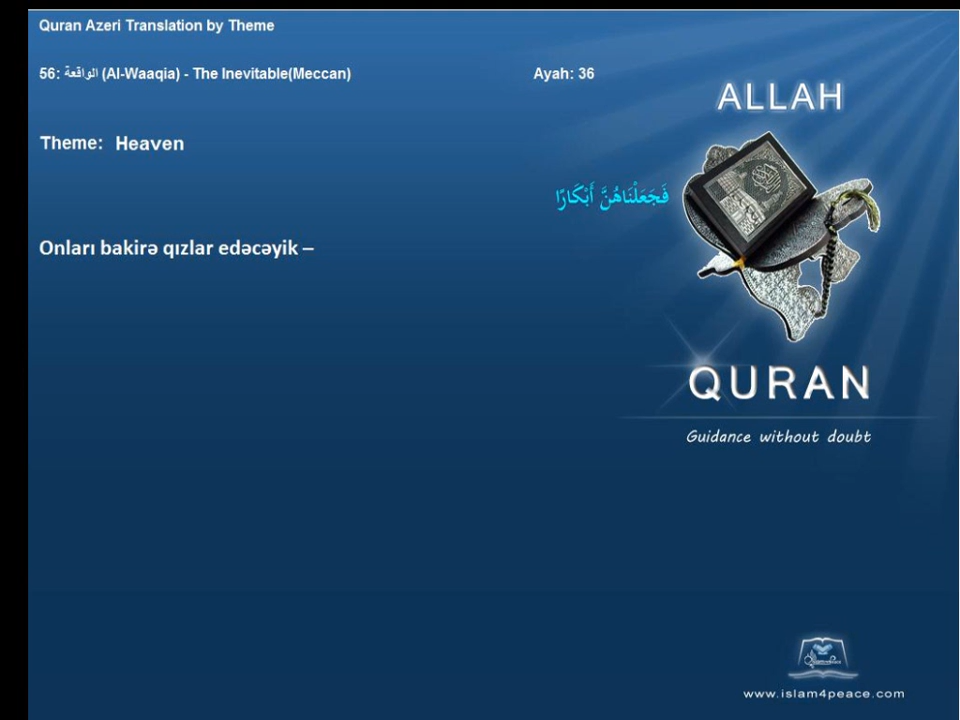 Quran Azeri Translation by Theme
56: الواقعة (Al-Waaqia) - The Inevitable(Meccan) Ayah: 36
ALLAH
Theme: Heaven
فَجَعَلْنَاهُنَّ أَبْكَارًا
Onları bakirə qızlar edəcəyik –
QURAN
Guidance without doubt
www.islam4peace.com